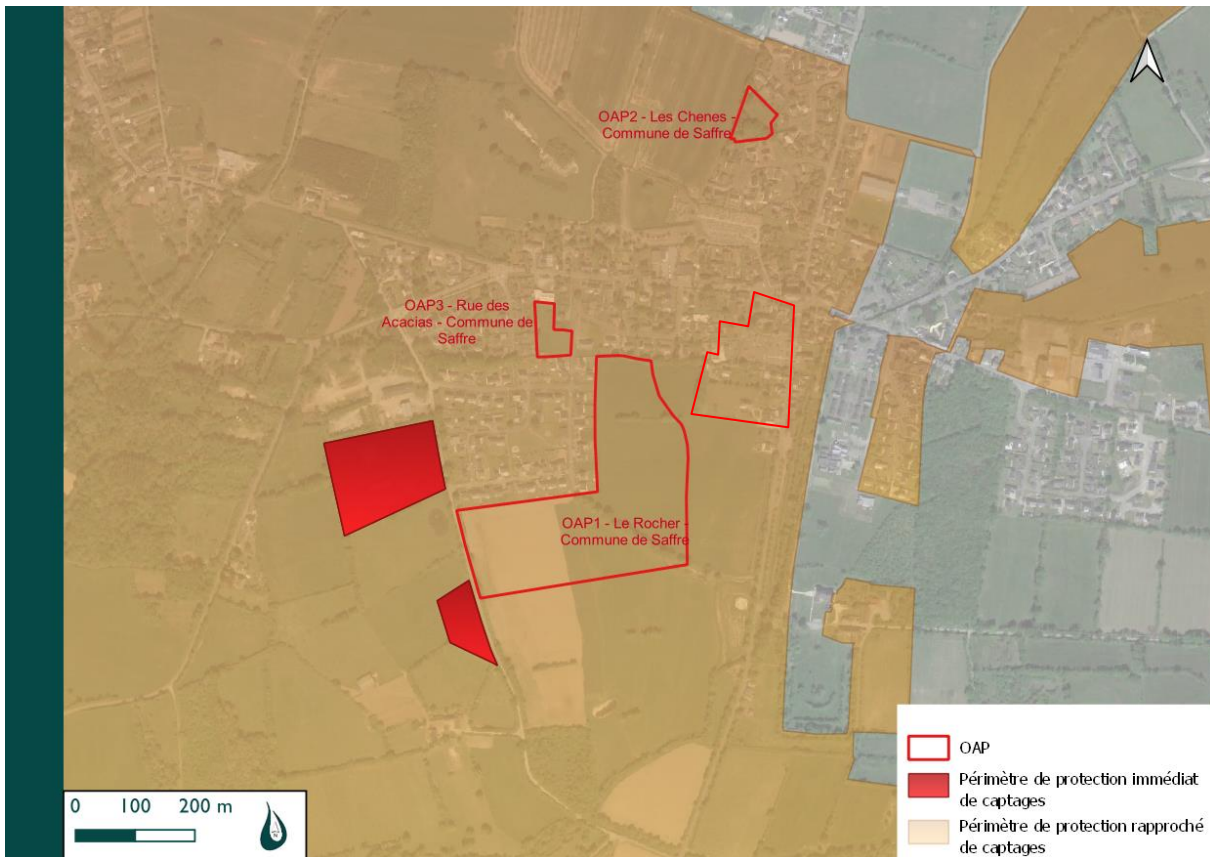 OAP2 - Les Chenes -
Commune de Saffre
OAP3 - Rue des
Acacias - Commune de
Saffre
OAP1 - Le Rocher -
Commune de Saffre
0 100 200 m
OAP
Périmètre de protection immédiat
de captages
Périmètre de protection rapproché
de captages